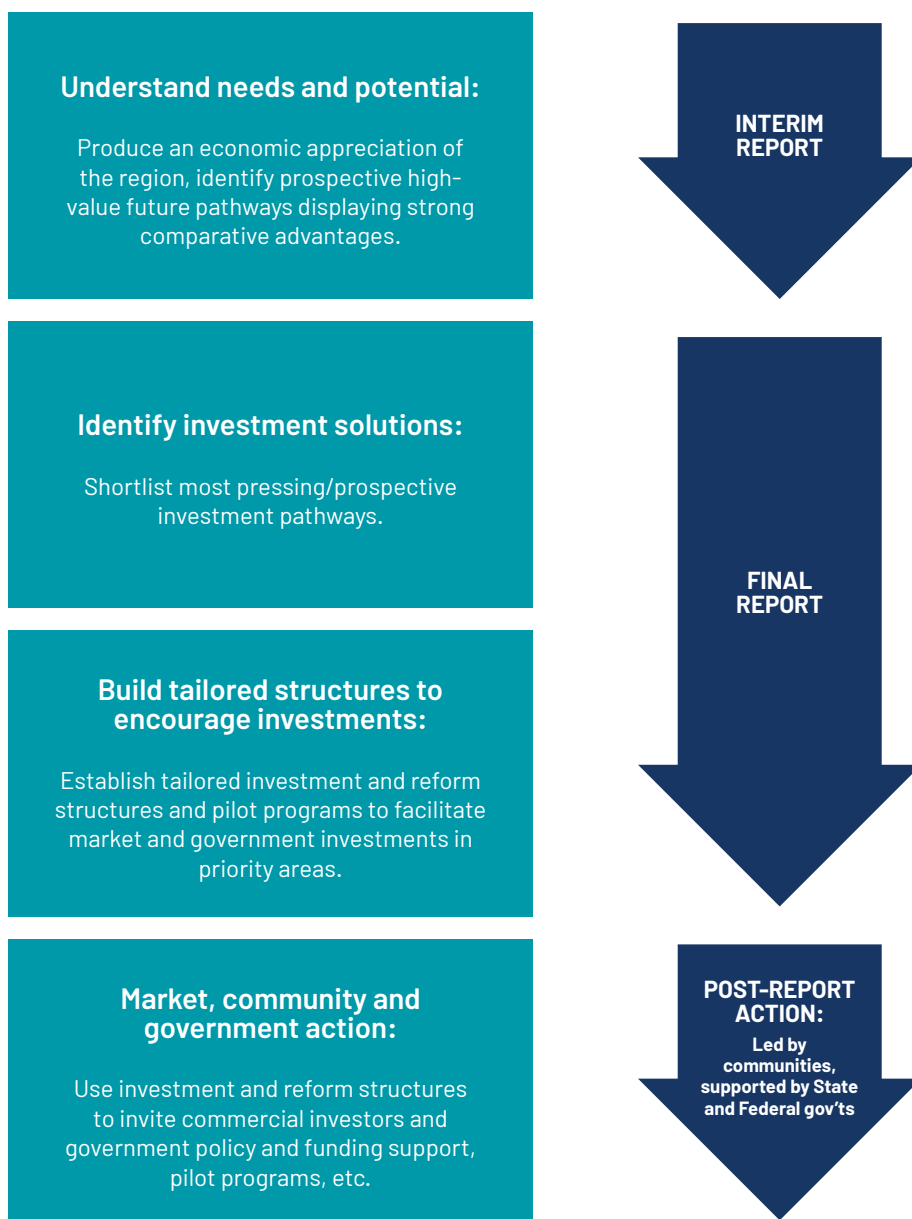 Understand needs and potential:
Produce an economic appreciation of
the region, identify prospective high-
value future pathways displaying strong
comparative advantages.
INTERIM
REPORT
Identify investment solutions:
Shortlist most pressing/prospective
investment pathways.
FINAL
REPORT
Build tailored structures to
encourage investments:
Establish tailored investment and reform
structures and pilot programs to facilitate
market and government investments in
priority areas.
Market, community and
government action:
Use investment and reform structures
to invite commercial investors and
government policy and funding support,
pilot programs, etc.
POST-REPORT
ACTION:
Led by
communities,
supported by State
and Federal gov’ts